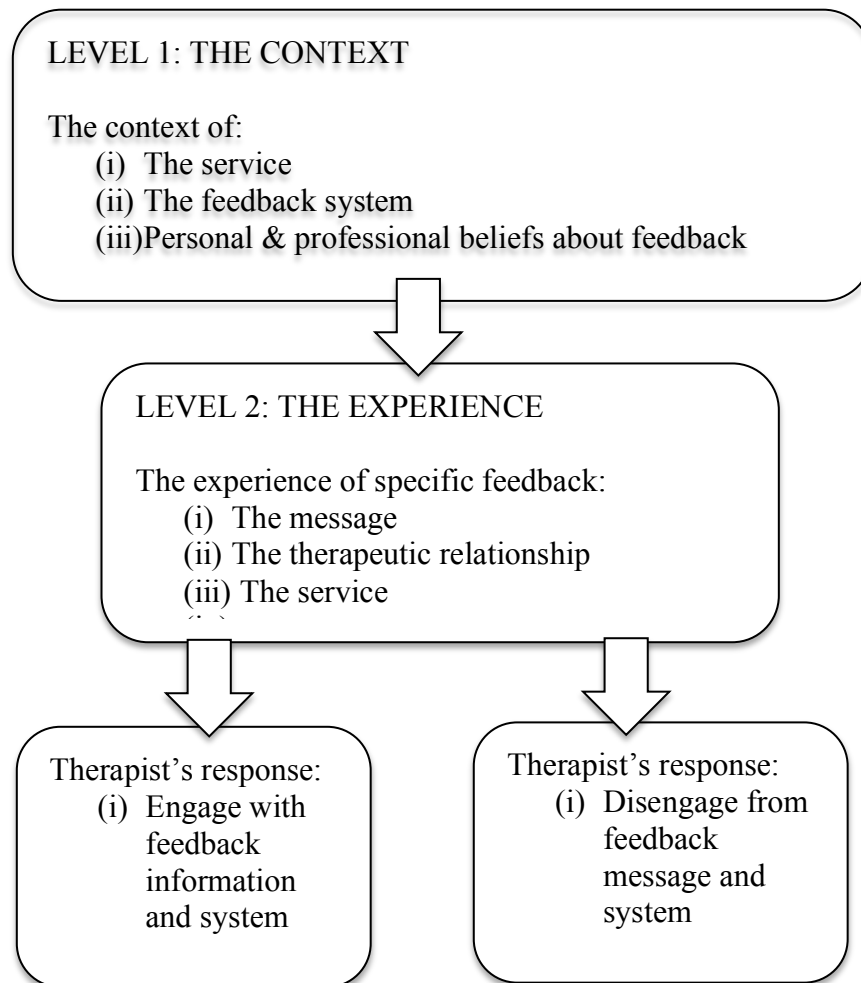 LEVEL 1: THE CONTEXT
The context of:
(i) The service
(ii) The feedback system
(iii)Personal & professional beliefs about feedback
LEVEL 2: THE EXPERIENCE
The experience of specific feedback:
(i) The message
(ii) The therapeutic relationship
(iii) The service
Therapist’s response:
(i) Engage with
feedback
information
and system
Therapist’s response:
(i) Disengage from
feedback
message and
system